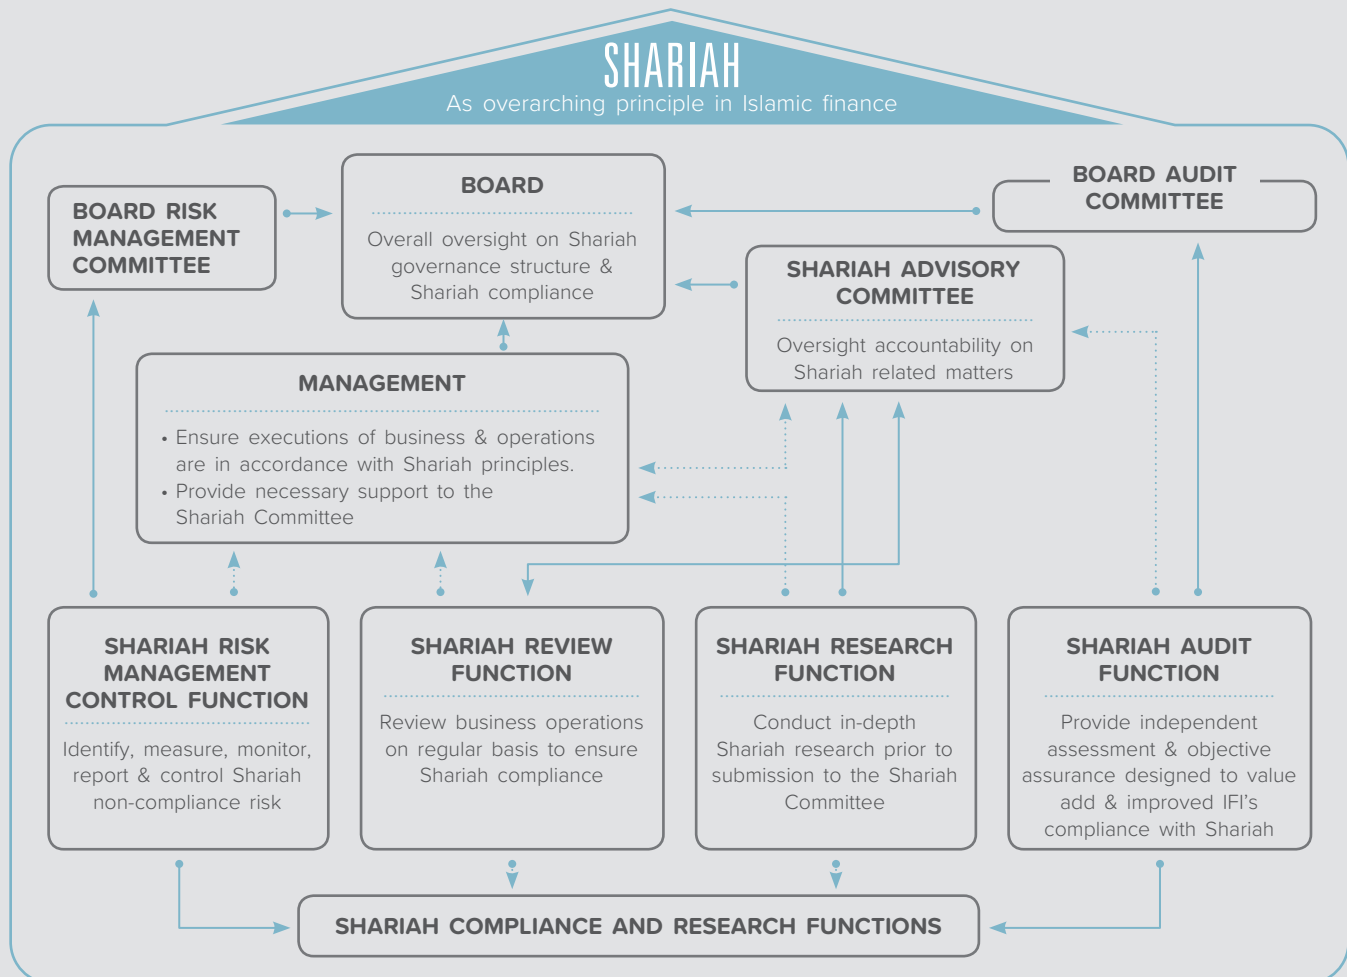 SHARIAH
As overarching principle in Islamic finance
BOARD RISK
MANAGEMENT
COMMITTEE
BOARD
Overall oversight on Shariah
governance structure &
Shariah compliance
BOARD AUDIT
COMMITTEE
SHARIAH ADVISORY
COMMITTEE
Oversight accountability on
Shariah related matters
MANAGEMENT
• Ensure executions of business & operations
are in accordance with Shariah principles.
• Provide necessary support to the
Shariah Committee
SHARIAH RISK
MANAGEMENT
CONTROL FUNCTION
Identify, measure, monitor,
report & control Shariah
non-compliance risk
SHARIAH REVIEW
FUNCTION
Review business operations
on regular basis to ensure
Shariah compliance
SHARIAH RESEARCH
FUNCTION
Conduct in-depth
Shariah research prior to
submission to the Shariah
Committee
SHARIAH AUDIT
FUNCTION
Provide independent
assessment & objective
assurance designed to value
add & improved IFI's
compliance with Shariah
SHARIAH COMPLIANCE AND RESEARCH FUNCTIONS